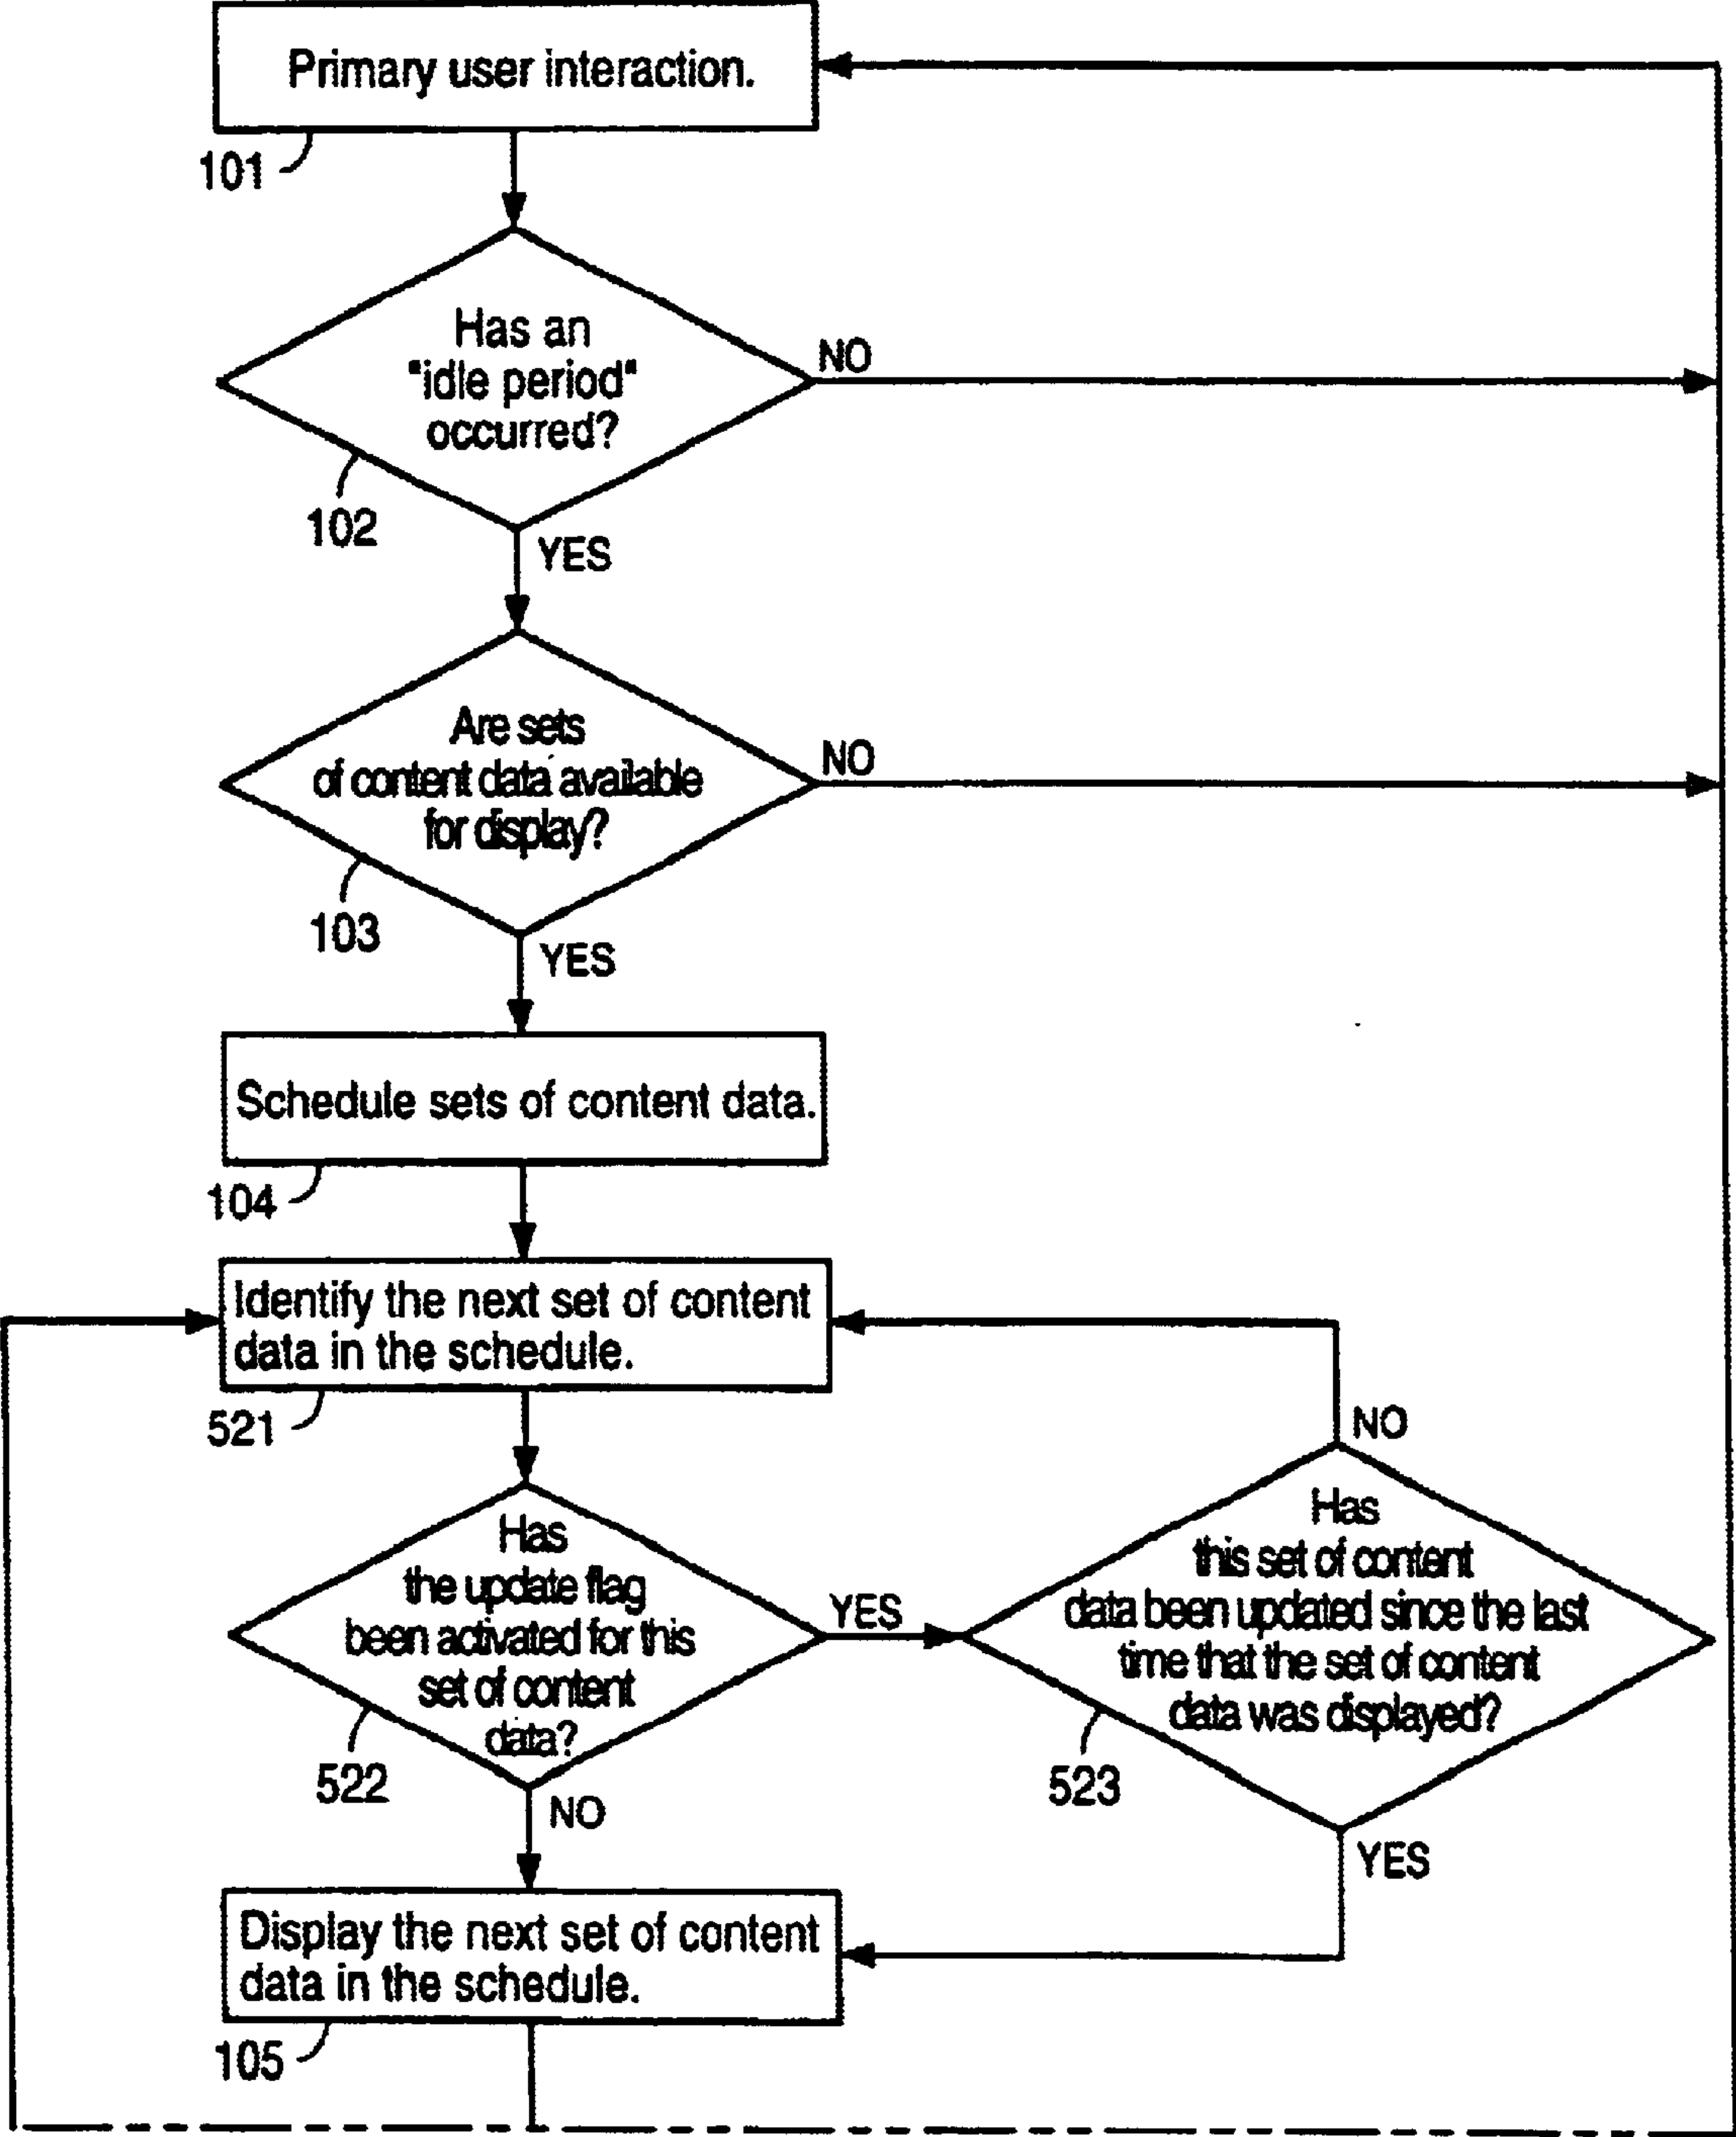 Primary user interaction.
101
Has an
"idle period"
occurred?
NO
102
YES
Are sets
of content data available
for display?
NO
103
YES
Schedule sets of content data.
104
Identify the next set of content
data in the schedule.
521
NO
Has
the update flag
been activated for this
set of content
data?
522
YES
Has
this set of content
data been updated since the last
time that the set of content
data was displayed?
523
NO
YES
Display the next set of content
data in the schedule.
105